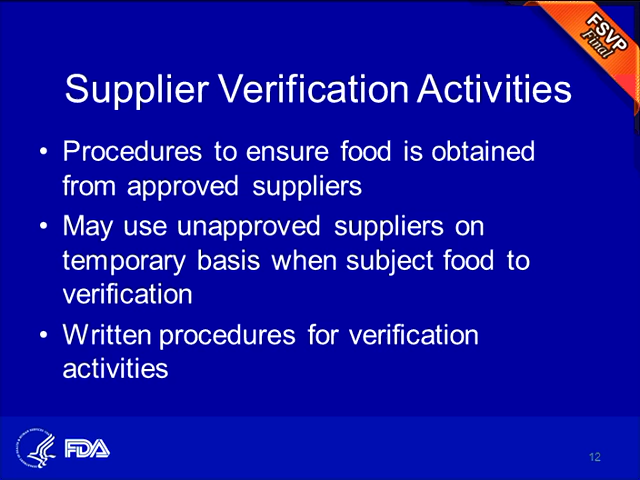 FSVP
Final
Supplier Verification Activities
• Procedures to ensure food is obtained
from approved suppliers
• May use unapproved suppliers on
temporary basis when subject food to
verification
• Written procedures for verification
activities
FDA
12